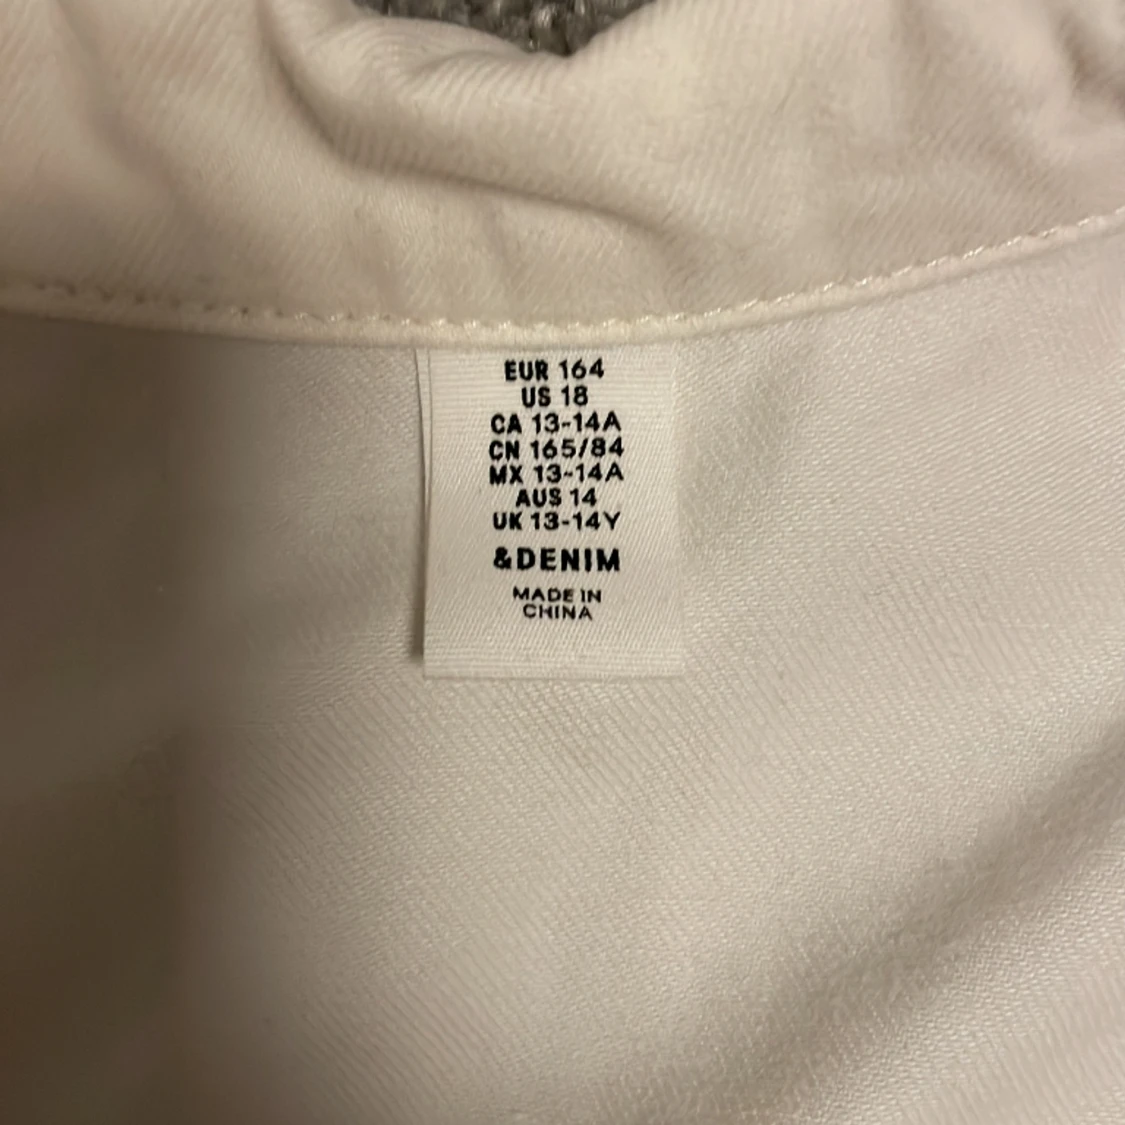 EUR 164
US 18
CA 13-14A
CN 165/84
MX 13-14A
AUS 14
UK 13-14Y
&DENIM
MADE IN
CHINA